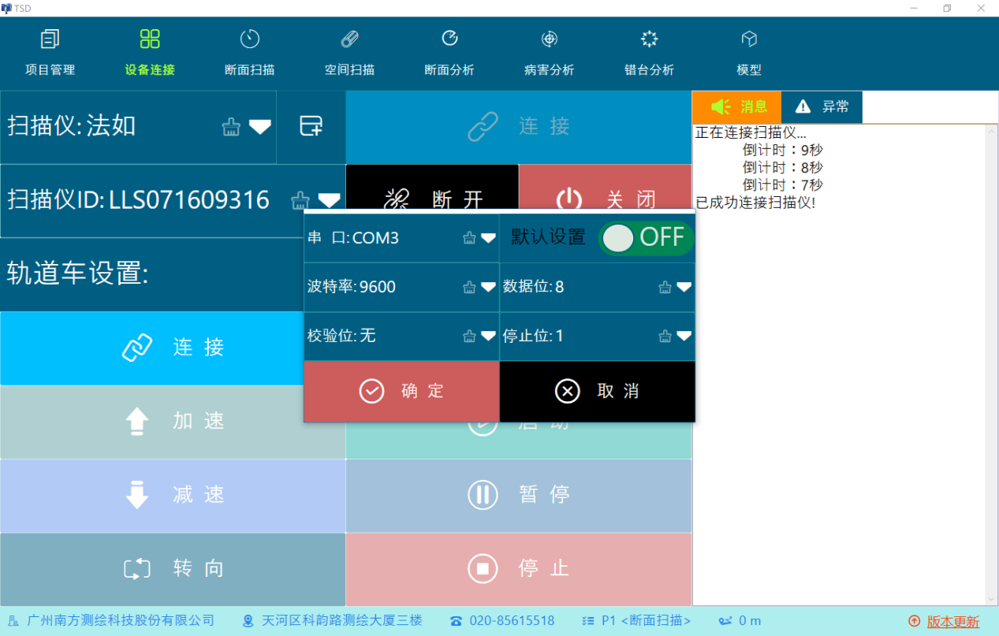 TSD
项目管理 设备连接 断面扫描 空间扫描 断面分析 病害分析 错台分析 模型
扫描仪: 法如
连 接
消息 异常
正在连接扫描仪...
倒计时：9秒
倒计时：8秒
倒计时：7秒
已成功连接扫描仪!
扫描仪ID: LLS071609316
断 开
关 闭
串 口: COM3
默认设置 OFF
轨道车设置:
波特率: 9600
数据位: 8
校验位: 无
停止位: 1
连 接
确 定
取 消
加 速
启 动
减 速
暂 停
转 向
停 止
广州南方测绘科技股份有限公司 天河区科韵路测绘大厦三楼 020-85615518 P1 <断面扫描> 0 m 版本更新